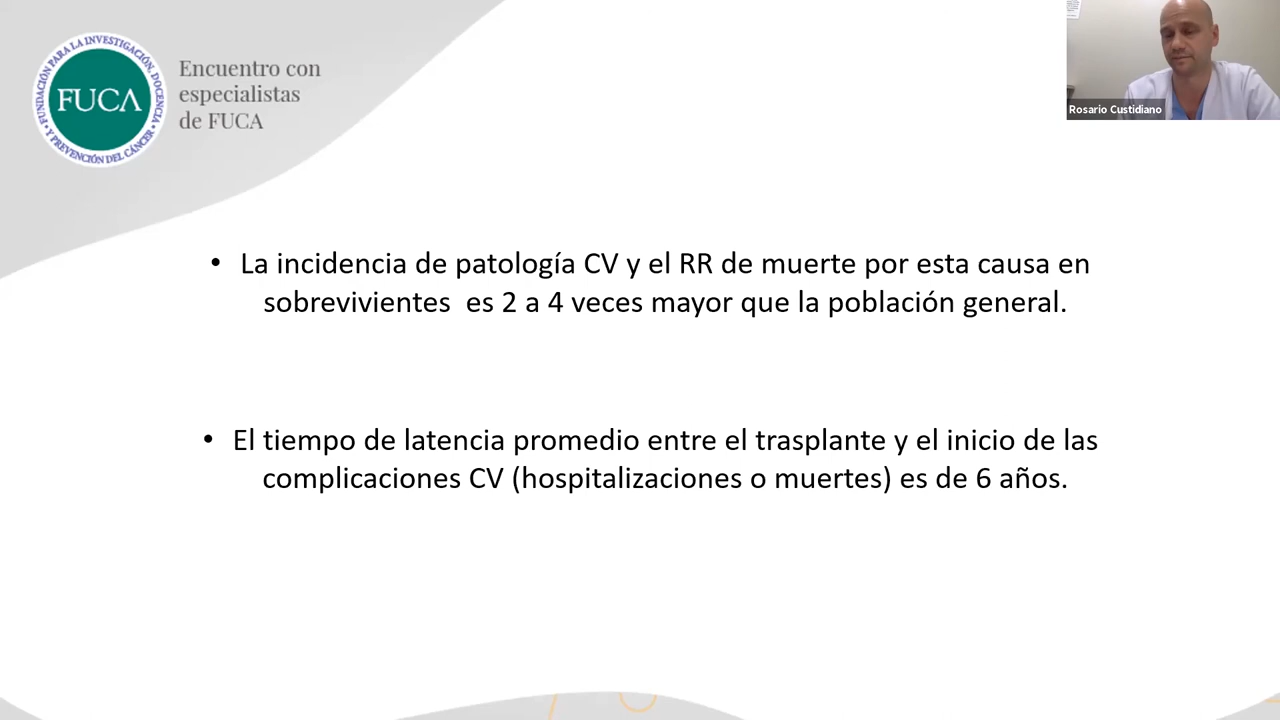 FUNDACIÓN PARA LA INVESTIGACIÓN, DOCENCIA
Y PREVENCIÓN DEL CÁNCER
FUCA
Encuentro con
especialistas
de FUCA
Rosario Custidiano
• La incidencia de patología CV y el RR de muerte por esta causa en
sobrevivientes es 2 a 4 veces mayor que la población general.
• El tiempo de latencia promedio entre el trasplante y el inicio de las
complicaciones CV (hospitalizaciones o muertes) es de 6 años.